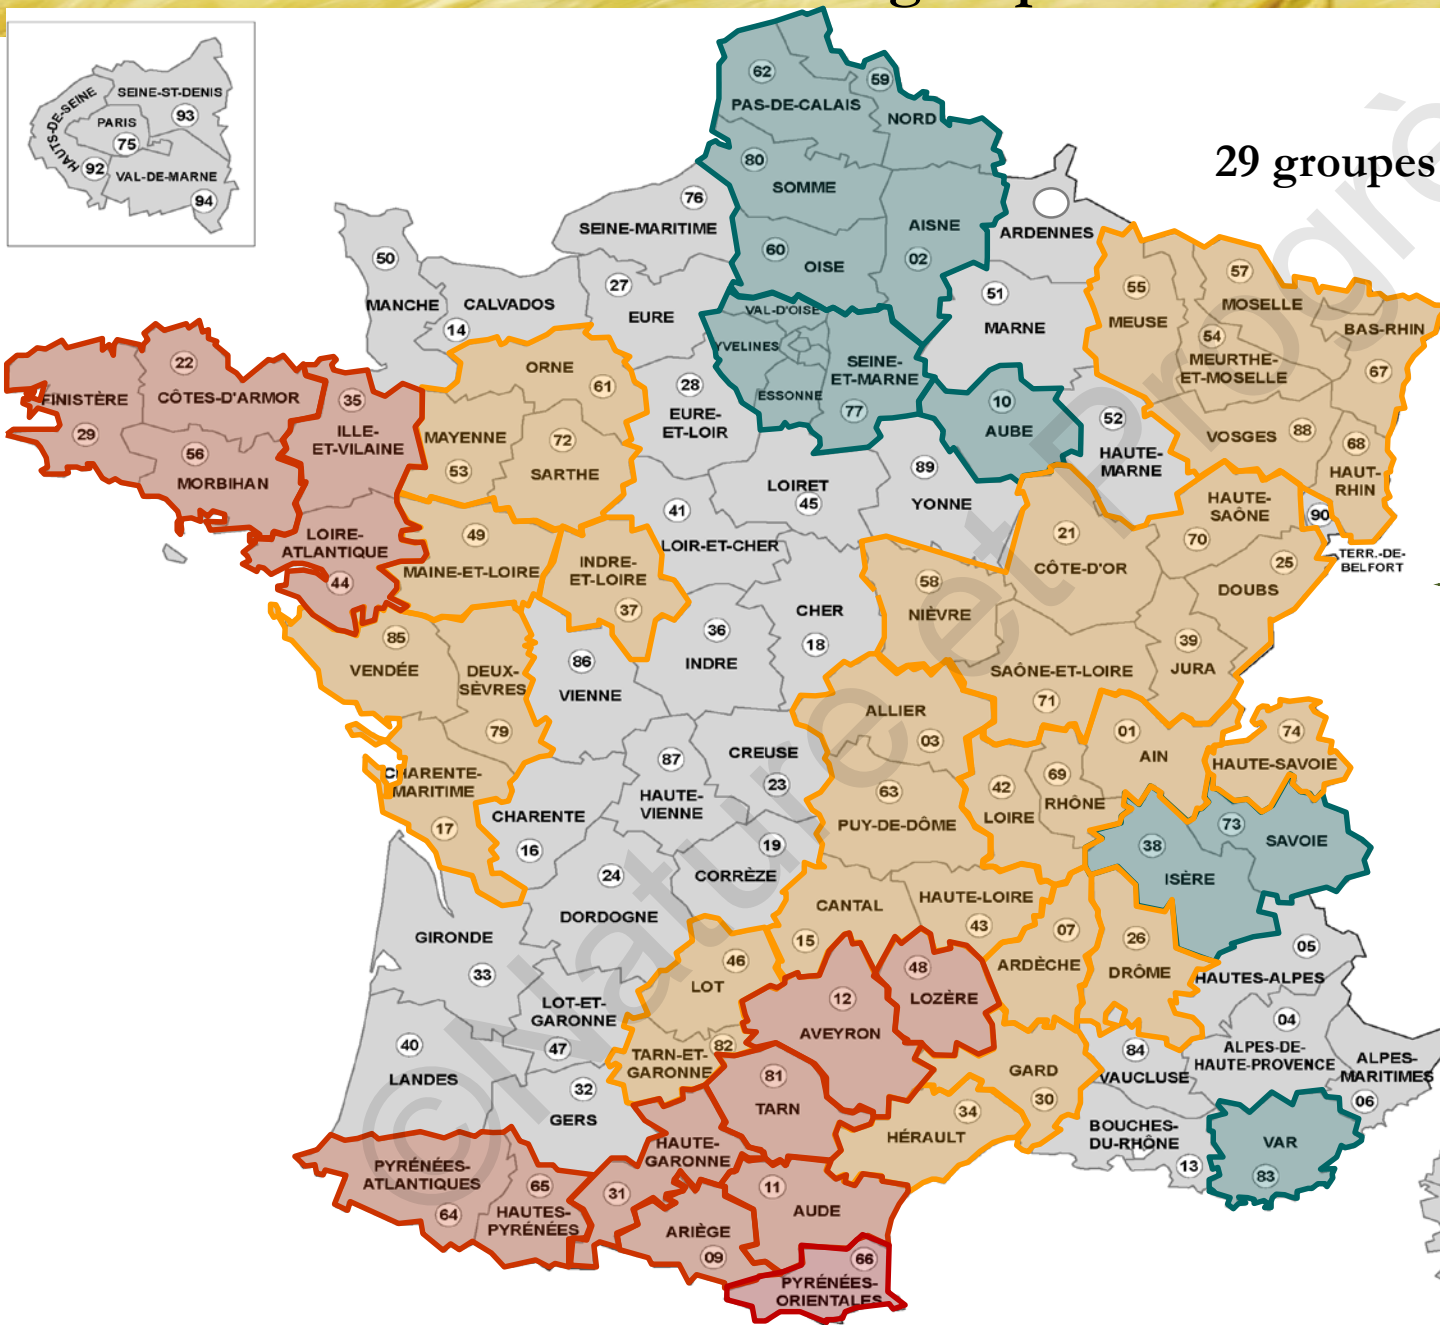 29 groupes
SEINE-ST-DENIS
93
HAUTS-DE-SEINE
PARIS
75
92
VAL-DE-MARNE
94
62
59
PAS-DE-CALAIS
NORD
80
SOMME
76
SEINE-MARITIME
AISNE
02
60
OISE
ARDENNES
50
MANCHE
CALVADOS
14
27
EURE
51
MARNE
55
MEUSE
57
MOSELLE
54
MEURTHE-
ET-MOSELLE
BAS-RHIN
67
VAL-D'OISE
YVELINES
ESSONNE
SEINE-
ET-MARNE
77
22
CÔTES-D'ARMOR
FINISTÈRE
29
35
ILLE-
ET-VILAINE
56
MORBIHAN
ORNE
61
MAYENNE
53
72
SARTHE
28
EURE-
ET-LOIR
10
AUBE
52
HAUTE-
MARNE
VOSGES
88
68
HAUT-
RHIN
LOIRE-
ATLANTIQUE
44
49
MAINE-ET-LOIRE
INDRE-
ET-LOIRE
37
41
LOIR-ET-CHER
LOIRET
45
89
YONNE
21
CÔTE-D'OR
HAUTE-
SAÔNE
70
90
TERR.-DE-
BELFORT
25
DOUBS
58
NIÈVRE
CHER
18
36
INDRE
85
VENDÉE
DEUX-
SÈVRES
79
86
VIENNE
SAÔNE-ET-LOIRE
71
39
JURA
ALLIER
03
01
AIN
74
HAUTE-SAVOIE
CHARENTE-
MARITIME
17
CHARENTE
16
87
HAUTE-
VIENNE
CREUSE
23
63
PUY-DE-DÔME
42
LOIRE
69
RHÔNE
73
SAVOIE
38
ISÈRE
19
CORRÈZE
24
DORDOGNE
CANTAL
15
HAUTE-LOIRE
43
07
ARDÈCHE
26
DRÔME
05
HAUTES-ALPES
GIRONDE
33
46
LOT
LOT-ET-
GARONNE
47
12
AVEYRON
48
LOZÈRE
04
ALPES-DE-
HAUTE-PROVENCE
ALPES-
MARITIMES
06
40
LANDES
TARN-ET-
GARONNE
82
32
GERS
81
TARN
GARD
30
84
VAUCLUSE
34
HÉRAULT
BOUCHES-
DU-RHÔNE
13
VAR
83
PYRÉNÉES-
ATLANTIQUES
64
65
HAUTES-
PYRÉNÉES
HAUTE-
GARONNE
31
ARIÈGE
09
11
AUDE
66
PYRÉNÉES-
ORIENTALES
©Nature et Progrè